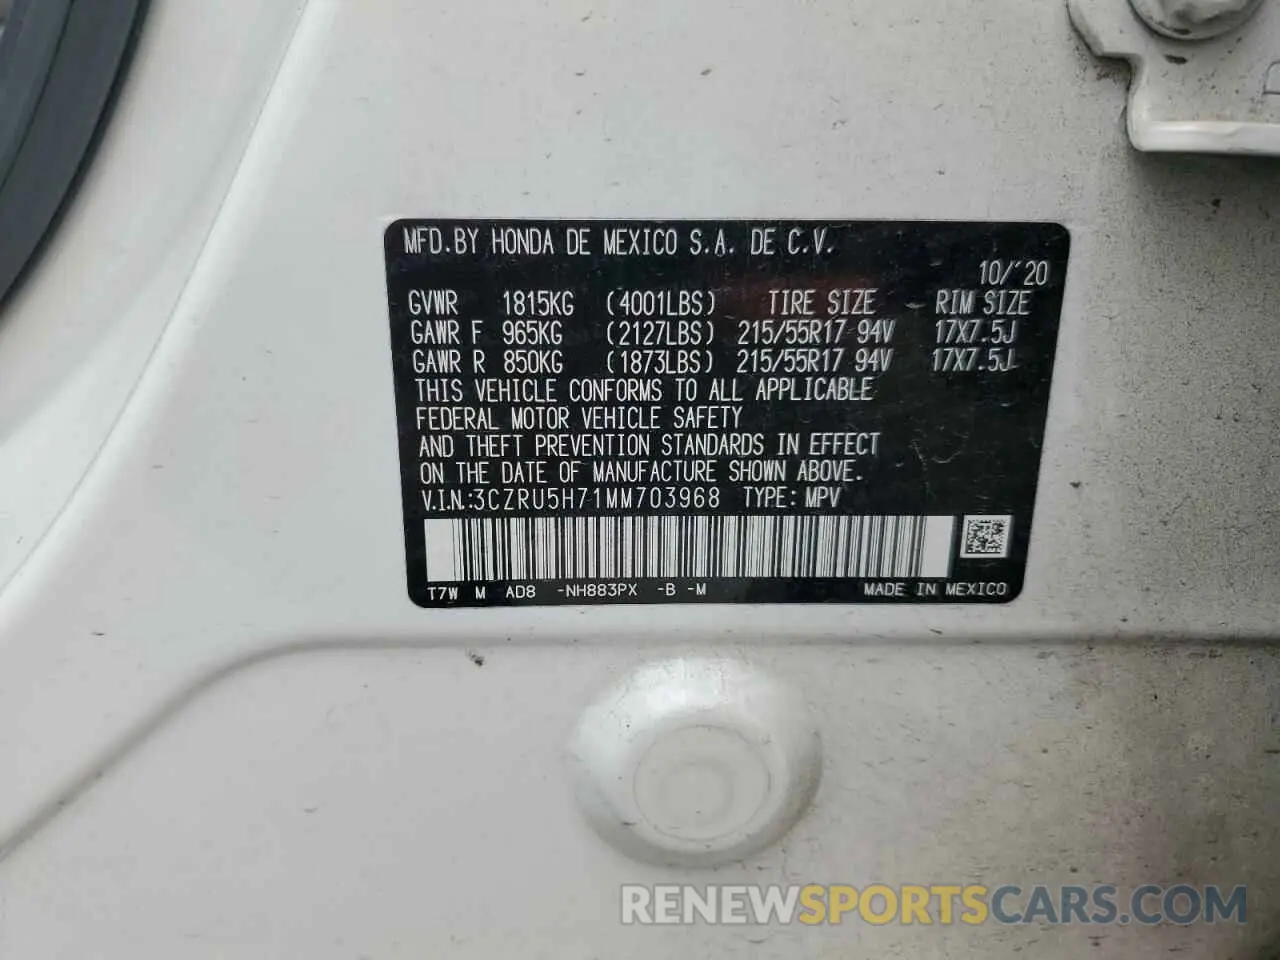 MFD.BY HONDA DE MEXICO S.A. DE C.V.
10/'20
GVWR 1815KG (4001LBS) TIRE SIZE RIM SIZE
GAWR F 965KG (2127LBS) 215/55R17 94V 17X7.5J
GAWR R 850KG (1873LBS) 215/55R17 94V 17X7.5J
THIS VEHICLE CONFORMS TO ALL APPLICABLE
FEDERAL MOTOR VEHICLE SAFETY
AND THEFT PREVENTION STANDARDS IN EFFECT
ON THE DATE OF MANUFACTURE SHOWN ABOVE.
V.I.N.:3CZRU5H71MM703968 TYPE: MPV
T7W M AD8 -NH883PX -B -M MADE IN MEXICO
RENEWSPORTSCARS.COM